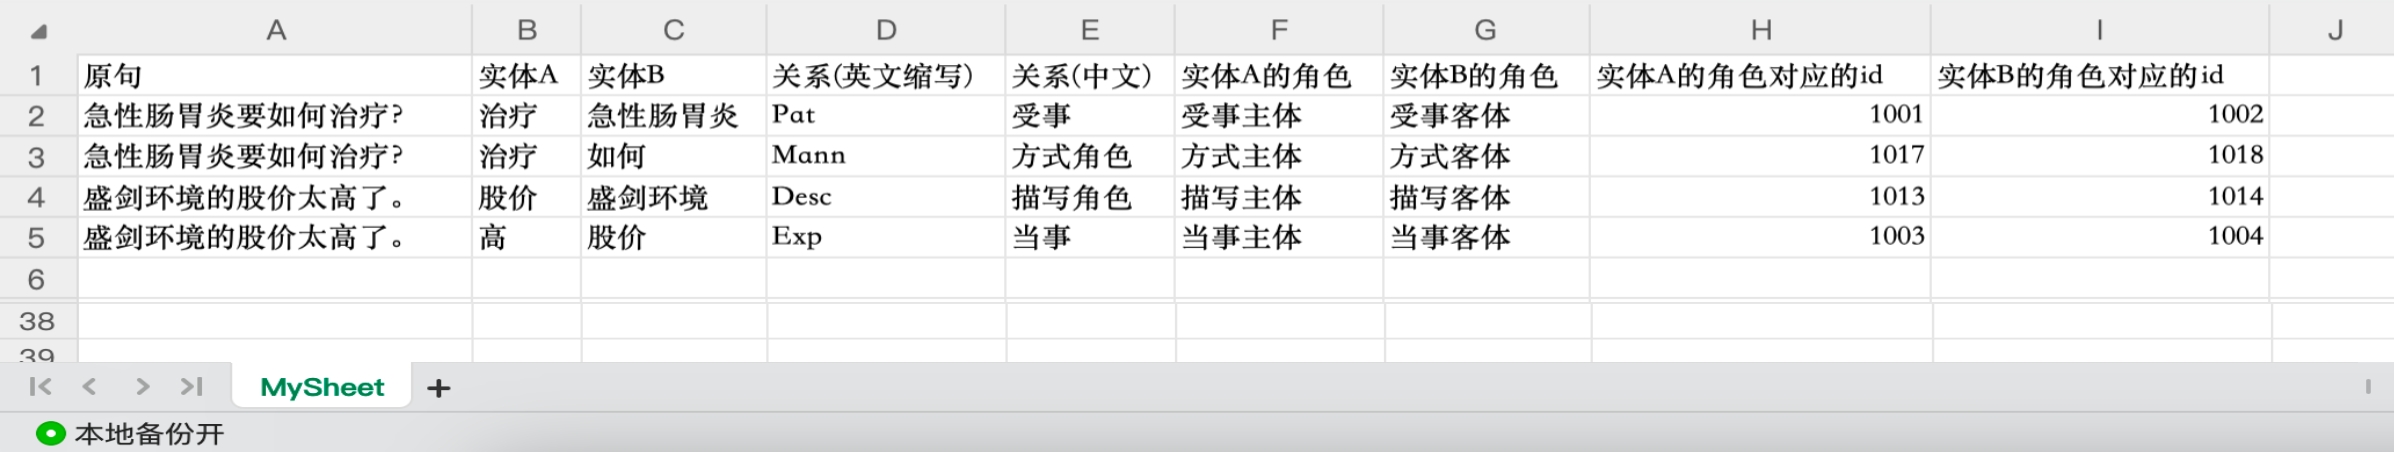 A B C D E F G H I J
1 原句 实体A 实体B 关系(英文缩写) 关系(中文) 实体A的角色 实体B的角色 实体A的角色对应的id 实体B的角色对应的id
2 急性肠胃炎要如何治疗? 治疗 急性肠胃炎 Pat 受事 受事主体 受事客体 1001 1002
3 急性肠胃炎要如何治疗? 治疗 如何 Mann 方式角色 方式主体 方式客体 1017 1018
4 盛剑环境的股价太高了。 股价 盛剑环境 Desc 描写角色 描写主体 描写客体 1013 1014
5 盛剑环境的股价太高了。 高 股价 Exp 当事 当事主体 当事客体 1003 1004
6
38
39
MySheet +
本地备份开